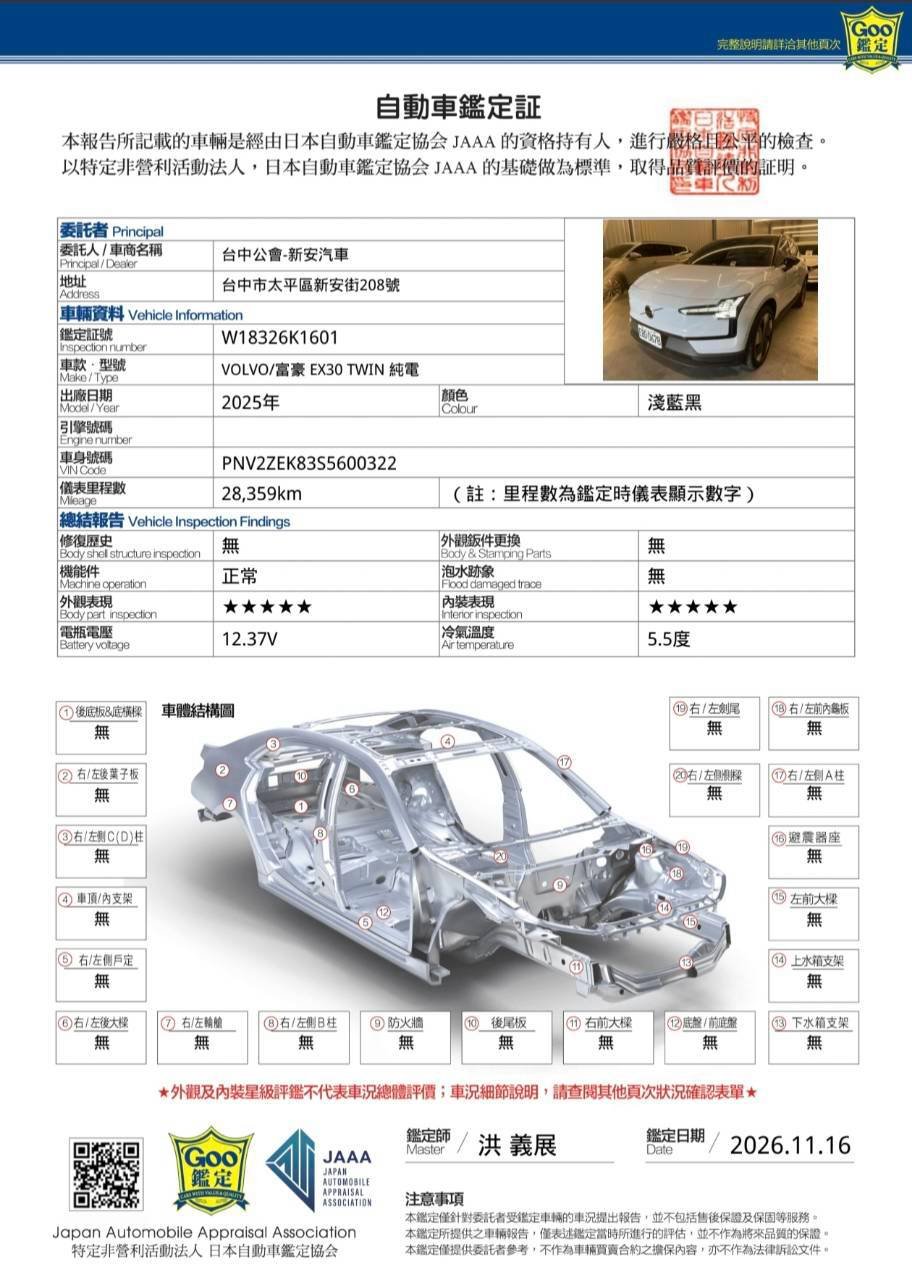 完整說明請詳洽其他頁次
Goo
鑑定
自動車鑑定証
本報告所記載的車輛是經由日本自動車鑑定協会 JAAA 的資格持有人，進行嚴格且公平的檢查。
以特定非營利活動法人，日本自動車鑑定協会 JAAA 的基礎做為標準，取得品質評價的証明。
委託者 Principal
委託人 / 車商名稱
Principal / Dealer
台中公會-新安汽車
地址
Address
台中市太平區新安街208號
車輛資料 Vehicle Information
鑑定証號
Inspection number
W18326K1601
車款．型號
Make / Type
VOLVO/富豪 EX30 TWIN 純電
出廠日期
Model / Year
2025年
顏色
Colour
淺藍黑
引擎號碼
Engine number
車身號碼
VIN Code
PNV2ZEK83S5600322
儀表里程數
Mileage
28,359km
（註：里程數為鑑定時儀表顯示數字）
總結報告 Vehicle Inspection Findings
修復歷史
Body shell structure inspection
無
外觀鈑件更換
Body & Stamping Parts
無
機能件
Machine operation
正常
泡水跡象
Flood damaged trace
無
外觀表現
Body part inspection
★★★★★
內裝表現
Interior inspection
★★★★★
電瓶電壓
Battery voltage
12.37V
冷氣溫度
Air temperature
5.5度
車體結構圖
①後底板&底橫樑
無
② 右/左後葉子板
無
③右/左側C(D)柱
無
④ 車頂/內支架
無
⑤ 右/左側戶定
無
⑥右/左後大樑
無
⑦ 右/左輪艙
無
⑧右/左側B柱
無
⑨ 防火牆
無
⑩ 後尾板
無
⑪ 右前大樑
無
⑫底盤/前底盤
無
⑬ 下水箱支架
無
⑭ 上水箱支架
無
⑮ 左前大樑
無
⑯避震器座
無
⑰右/左側A柱
無
⑱右/左前內龜板
無
⑲右/左劍尾
無
⑳右/左側側樑
無
★外觀及內裝星級評鑑不代表車況總體評價；車況細節說明，請查閱其他頁次狀況確認表單★
Goo
鑑定
JAAA
JAPAN
AUTOMOBILE
APPRAISAL
ASSOCIATION
Japan Automobile Appraisal Association
特定非營利活動法人 日本自動車鑑定協会
鑑定師
Master
洪 義展
鑑定日期
Date
2026.11.16
注意事項
本鑑定僅針對委託者受鑑定車輛的車況提出報告，並不包括售後保證及保固等服務。
本鑑定所提供之車輛報告，僅表述鑑定當時所進行的評估，並不作為將來品質的保證。
本鑑定僅提供委託者參考，不作為車輛買賣合約之擔保內容，亦不作為法律訴訟文件。